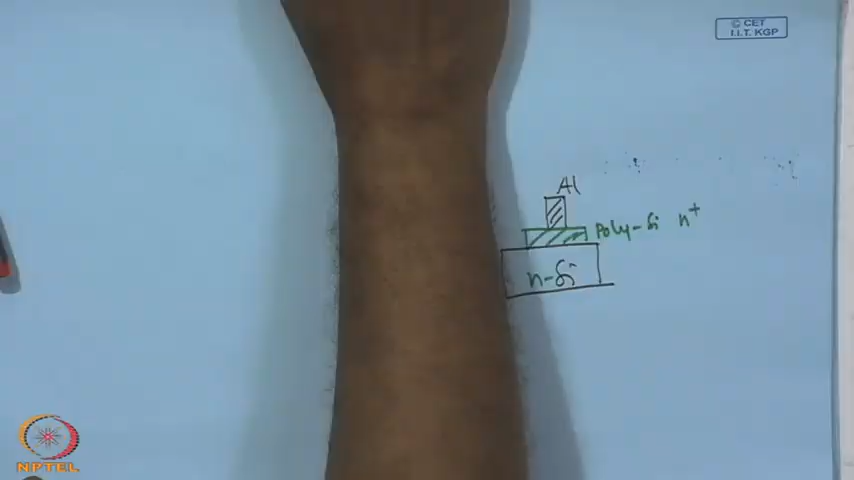 © CET
I.I.T. KGP
Al
Poly-Si n+
n-Si
NPTEL